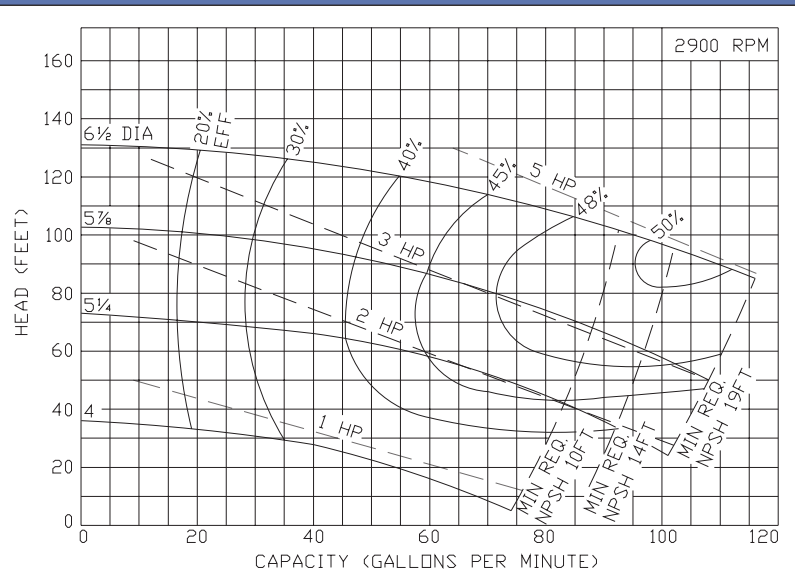 2900 RPM
160
140
120
100
80
60
40
20
0
HEAD (FEET)
6½ DIA
5⅞
5¼
4
20%
EFF
30%
40%
45%
48%
50%
5 HP
3 HP
2 HP
1 HP
MIN REQ.
NPSH 10FT
MIN REQ.
NPSH 14FT
MIN REQ.
NPSH 19FT
0 20 40 60 80 100 120
CAPACITY (GALLONS PER MINUTE)